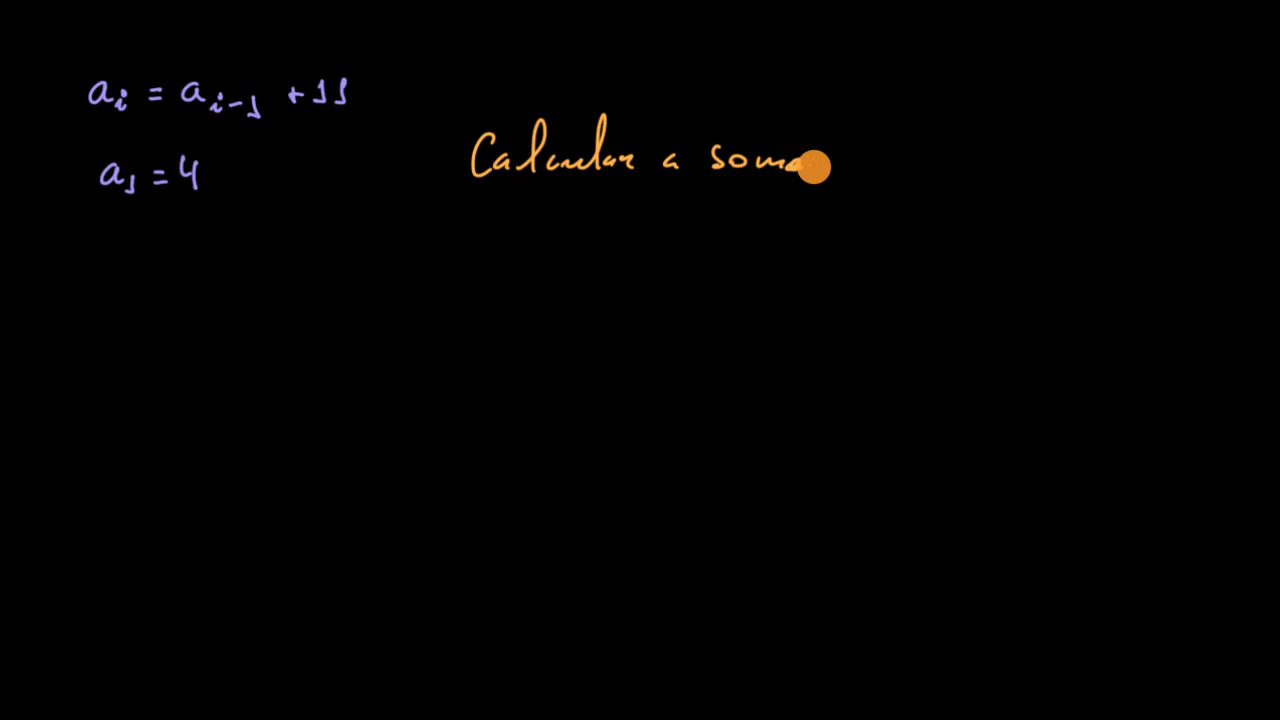 aᵢ = aᵢ₋₁ + 11
Calcular a soma
a₁ = 4